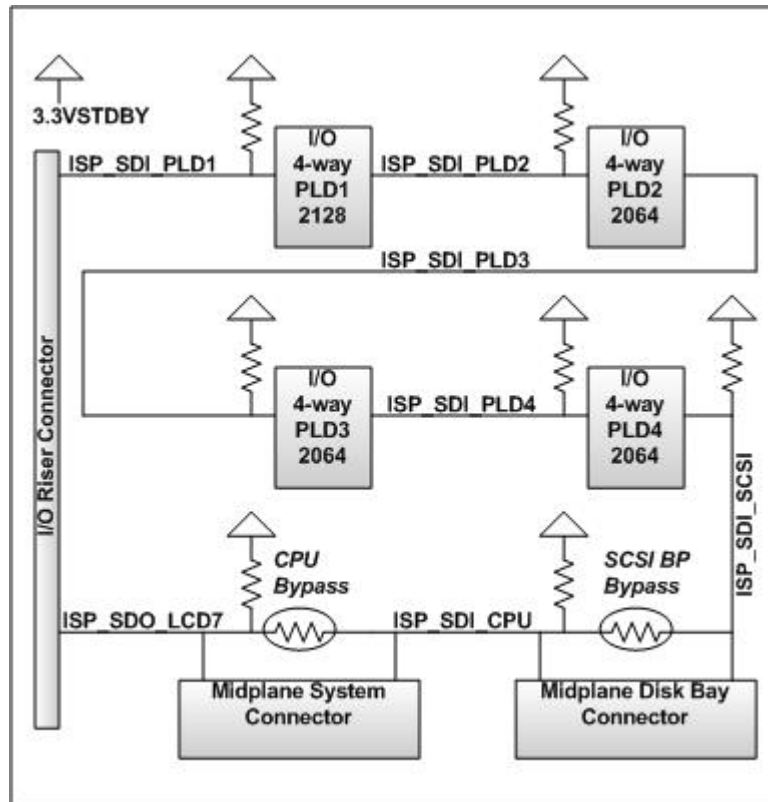 3.3VSTDBY
ISP_SDI_PLD1
I/O
4-way
PLD1
2128
ISP_SDI_PLD2
I/O
4-way
PLD2
2064
ISP_SDI_PLD3
I/O Riser Connector
I/O
4-way
PLD3
2064
ISP_SDI_PLD4
I/O
4-way
PLD4
2064
ISP_SDI_SCSI
CPU
Bypass
SCSI BP
Bypass
ISP_SDO_LCD7
ISP_SDI_CPU
Midplane System
Connector
Midplane Disk Bay
Connector